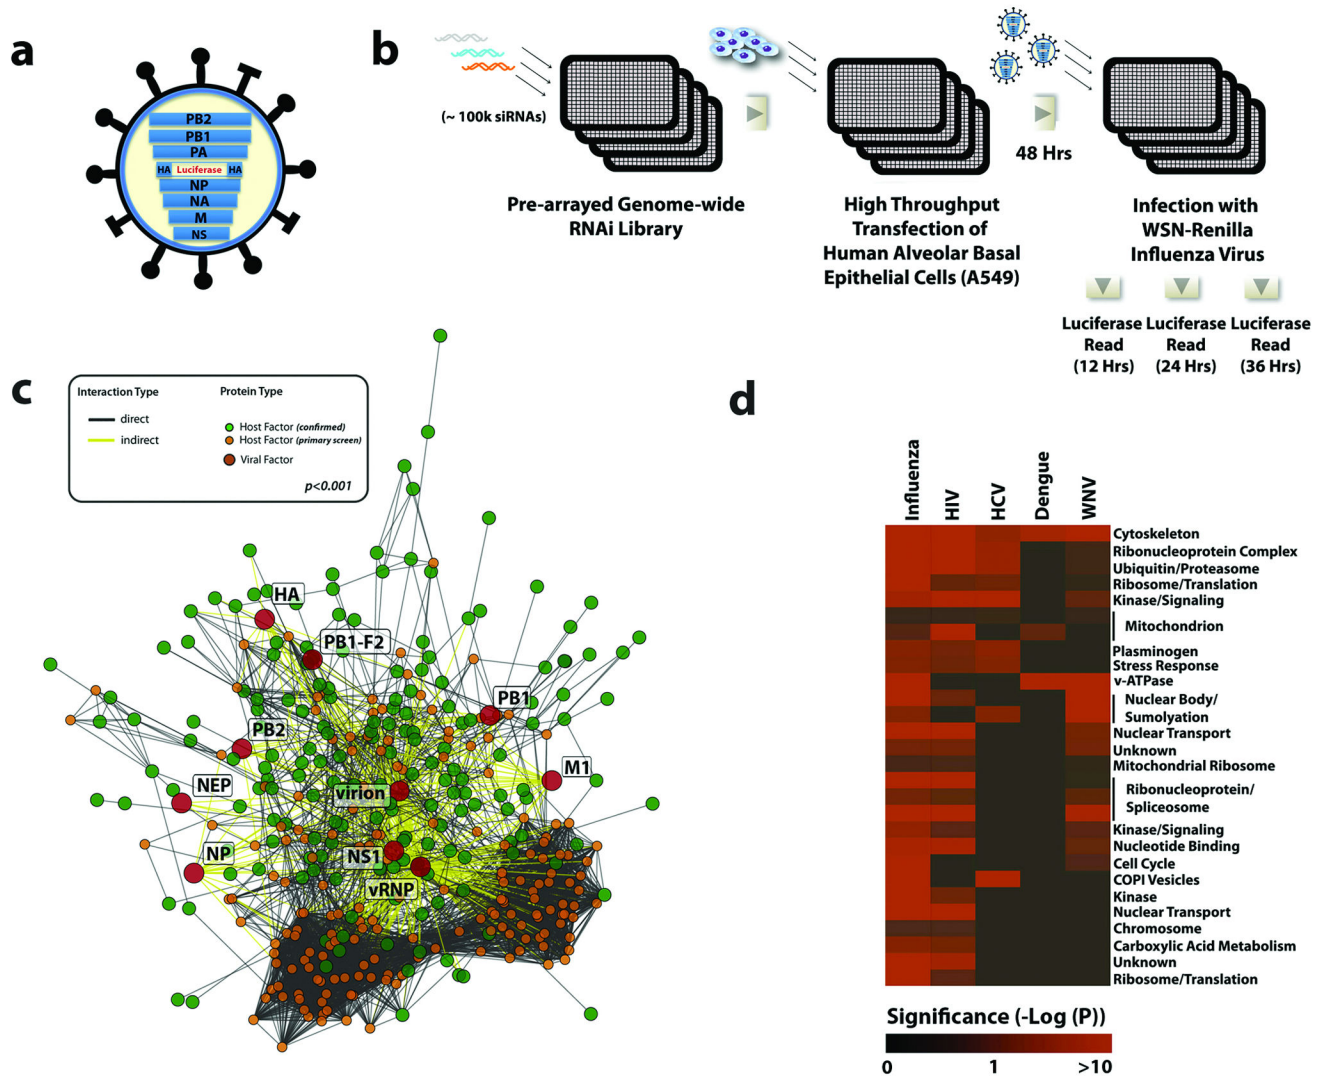 a
PB2
PB1
PA
HA Luciferase HA
NP
NA
M
NS
b
(~ 100k siRNAs)
Pre-arrayed Genome-wide
RNAi Library
High Throughput
Transfection of
Human Alveolar Basal
Epithelial Cells (A549)
48 Hrs
Infection with
WSN-Renilla
Influenza Virus
Luciferase
Read
(12 Hrs)
Luciferase
Read
(24 Hrs)
Luciferase
Read
(36 Hrs)
c
Interaction Type
direct
indirect
Protein Type
Host Factor (confirmed)
Host Factor (primary screen)
Viral Factor
p<0.001
HA
PB1-F2
PB1
PB2
M1
NEP
virion
NP
NS1
vRNP
d
Influenza
HIV
HCV
Dengue
WNV
Cytoskeleton
Ribonucleoprotein Complex
Ubiquitin/Proteasome
Ribosome/Translation
Kinase/Signaling
Mitochondrion
Plasminogen
Stress Response
v-ATPase
Nuclear Body/
Sumolyation
Nuclear Transport
Unknown
Mitochondrial Ribosome
Ribonucleoprotein/
Spliceosome
Kinase/Signaling
Nucleotide Binding
Cell Cycle
COPI Vesicles
Kinase
Nuclear Transport
Chromosome
Carboxylic Acid Metabolism
Unknown
Ribosome/Translation
Significance (-Log (P))
0 1 >10